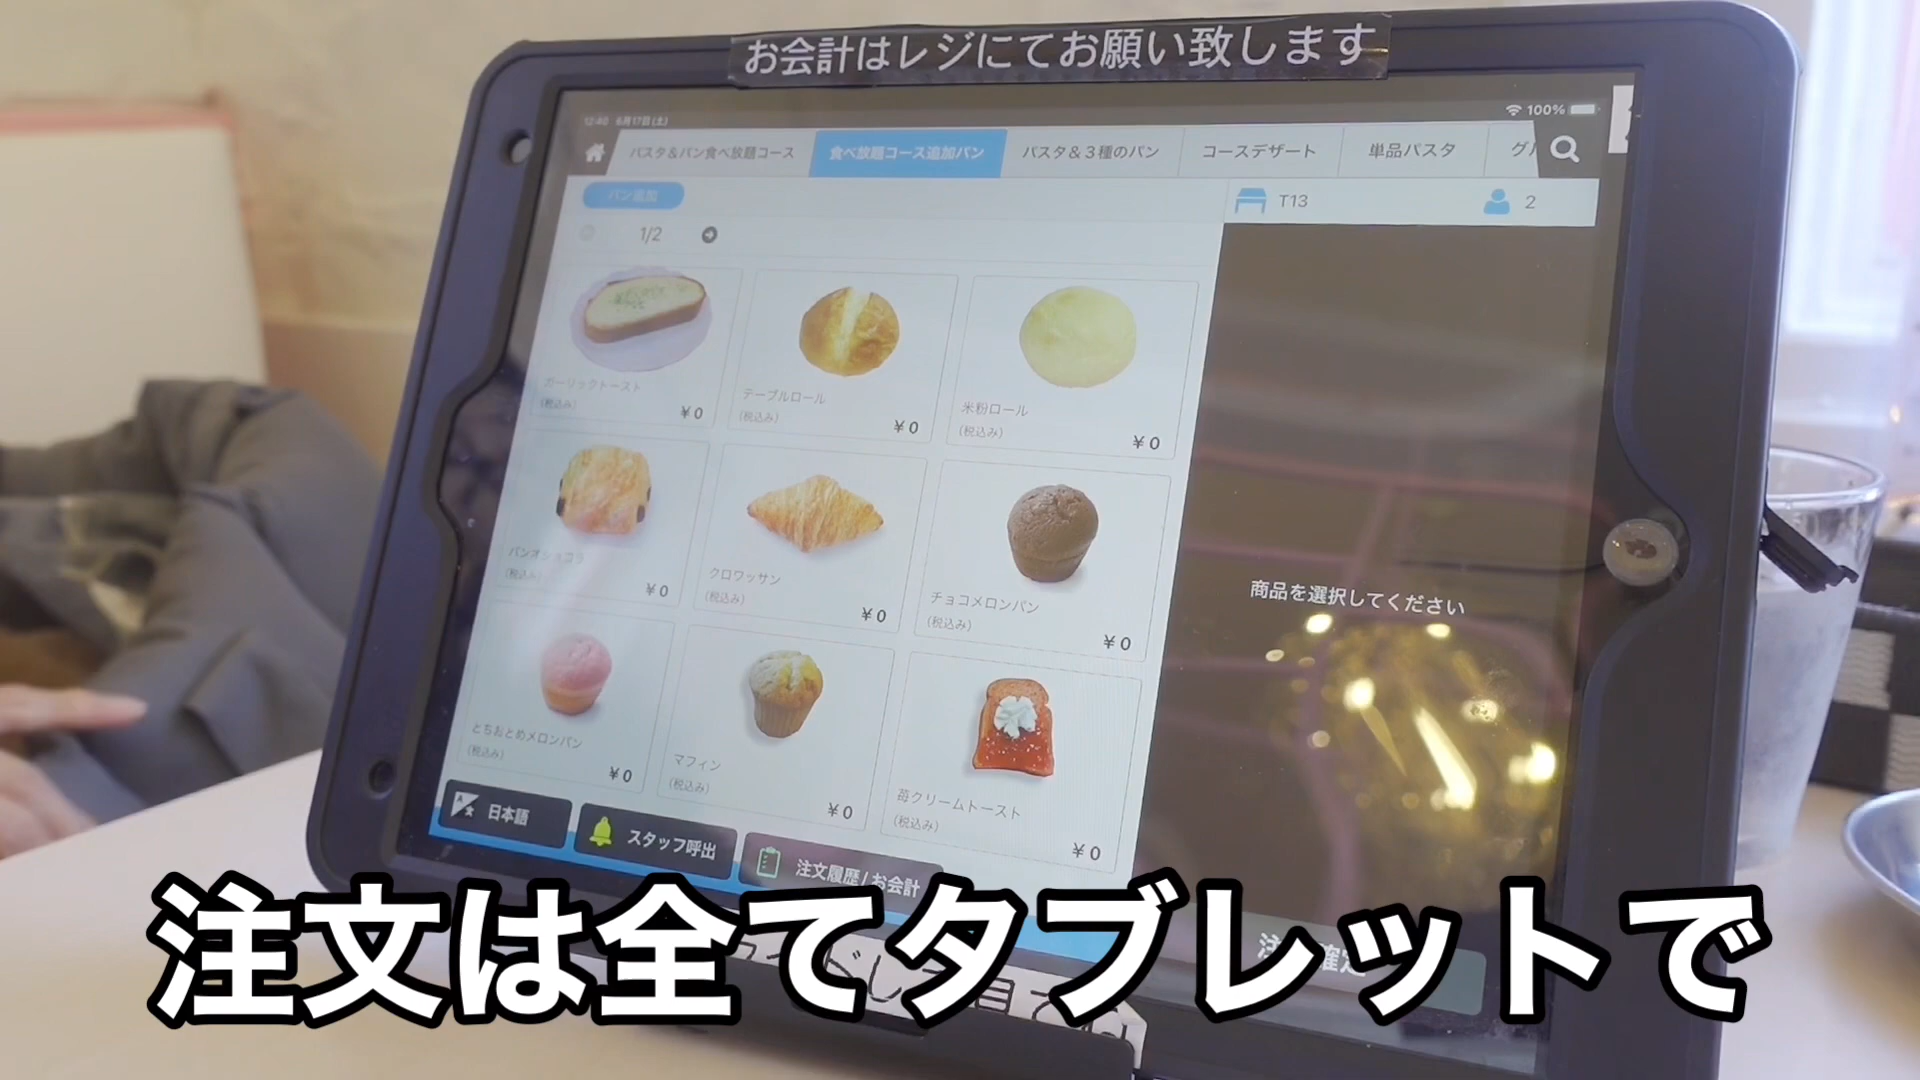 お会計はレジにてお願い致します
12:40 6月17日(土)
100%
パスタ&パン食べ放題コース
食べ放題コース追加パン
パスタ&3種のパン
コースデザート
単品パスタ
パン追加
T13
2
1/2
ガーリックトースト
(税込み)
¥0
テーブルロール
(税込み)
¥0
米粉ロール
(税込み)
¥0
パンオショコラ
(税込み)
¥0
クロワッサン
(税込み)
¥0
チョコメロンパン
(税込み)
¥0
商品を選択してください
とちおとめメロンパン
(税込み)
¥0
マフィン
(税込み)
¥0
苺クリームトースト
(税込み)
¥0
日本語
スタッフ呼出
注文履歴/お会計
注文は全てタブレットで